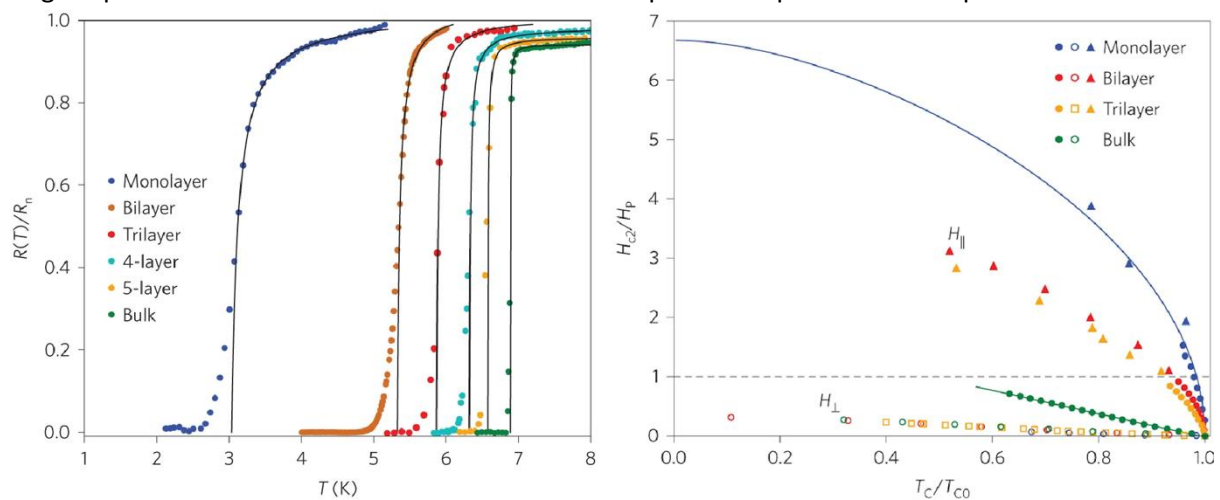 R(T)/Rn
1.0
0.8
0.6
0.4
0.2
0.0
Monolayer
Bilayer
Trilayer
4-layer
5-layer
Bulk
1 2 3 4 5 6 7 8
T (K)
Hc2/HP
7
6
5
4
3
2
1
0
Monolayer
Bilayer
Trilayer
Bulk
H∥
H⊥
0.0 0.2 0.4 0.6 0.8 1.0
TC/TC0